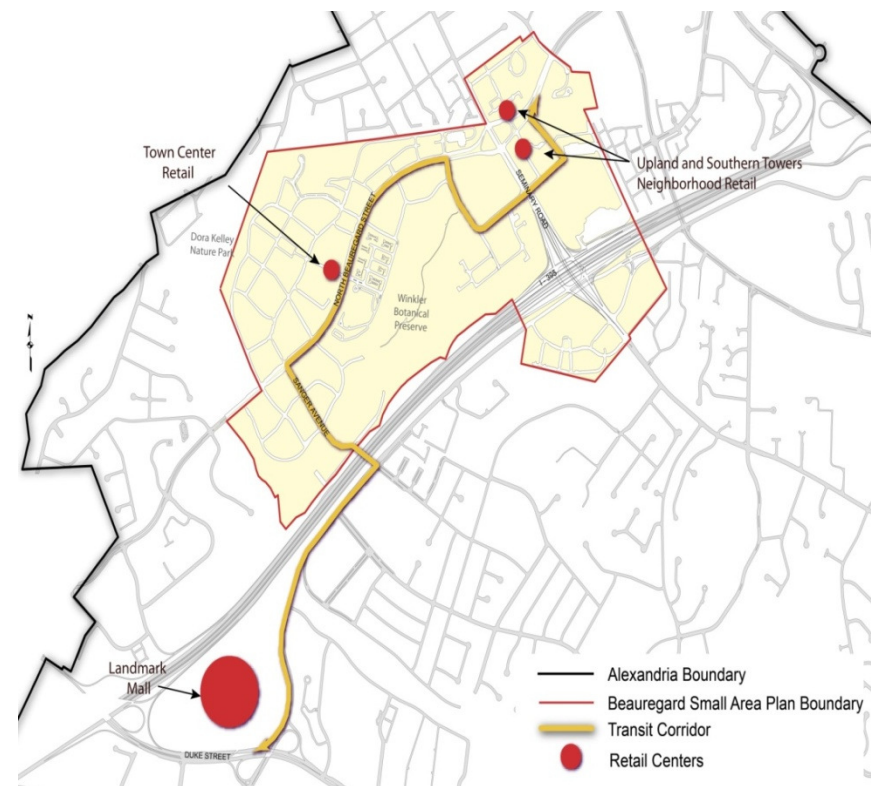 Town Center
Retail
Upland and Southern Towers
Neighborhood Retail
SEMINARY ROAD
NORTH BEAUREGARD STREET
Dora Kelley
Nature Park
I - 395
Winkler
Botanical
Preserve
N
SANGER AVENUE
Landmark
Mall
DUKE STREET
Alexandria Boundary
Beauregard Small Area Plan Boundary
Transit Corridor
Retail Centers